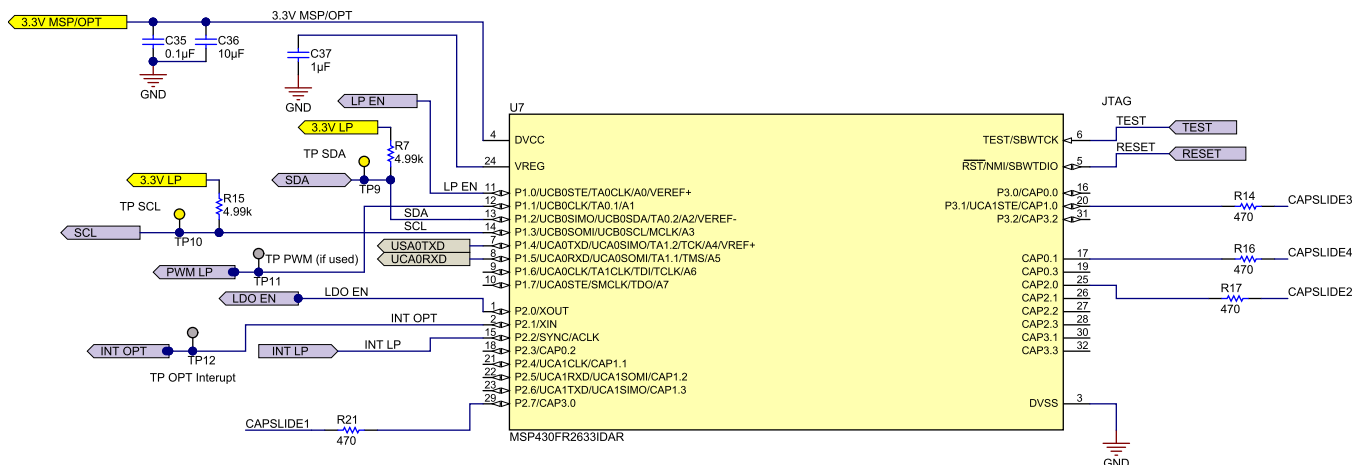 3.3V MSP/OPT
3.3V MSP/OPT
C35
0.1µF
C36
10µF
GND
C37
1µF
GND
LP EN
3.3V LP
R7
4.99k
TP SDA
SDA
TP9
3.3V LP
R15
4.99k
TP SCL
SCL
TP10
TP PWM (if used)
PWM LP
TP11
LDO EN
LDO EN
INT OPT
INT OPT
TP12
TP OPT Interupt
INT LP
INT LP
CAPSLIDE1
R21
470
LP EN
SDA
SCL
USA0TXD
UCA0RXD
U7
4 DVCC
24 VREG
11 P1.0/UCB0STE/TA0CLK/A0/VEREF+
12 P1.1/UCB0CLK/TA0.1/A1
13 P1.2/UCB0SIMO/UCB0SDA/TA0.2/A2/VEREF-
14 P1.3/UCB0SOMI/UCB0SCL/MCLK/A3
7 P1.4/UCA0TXD/UCA0SIMO/TA1.2/TCK/A4/VREF+
8 P1.5/UCA0RXD/UCA0SOMI/TA1.1/TMS/A5
9 P1.6/UCA0CLK/TA1CLK/TDI/TCLK/A6
10 P1.7/UCA0STE/SMCLK/TDO/A7
1 P2.0/XOUT
2 P2.1/XIN
15 P2.2/SYNC/ACLK
18 P2.3/CAP0.2
21 P2.4/UCA1CLK/CAP1.1
22 P2.5/UCA1RXD/UCA1SOMI/CAP1.2
23 P2.6/UCA1TXD/UCA1SIMO/CAP1.3
29 P2.7/CAP3.0
MSP430FR2633IDAR
JTAG
TEST/SBWTCK 6
TEST
TEST
RST/NMI/SBWTDIO 5
RESET
RESET
P3.0/CAP0.0 16
P3.1/UCA1STE/CAP1.0 20
P3.2/CAP3.2 31
CAP0.1 17
CAP0.3 19
CAP2.0 25
CAP2.1 26
CAP2.2 27
CAP2.3 28
CAP3.1 30
CAP3.3 32
DVSS 3
GND
R14
470
CAPSLIDE3
R16
470
CAPSLIDE4
R17
470
CAPSLIDE2